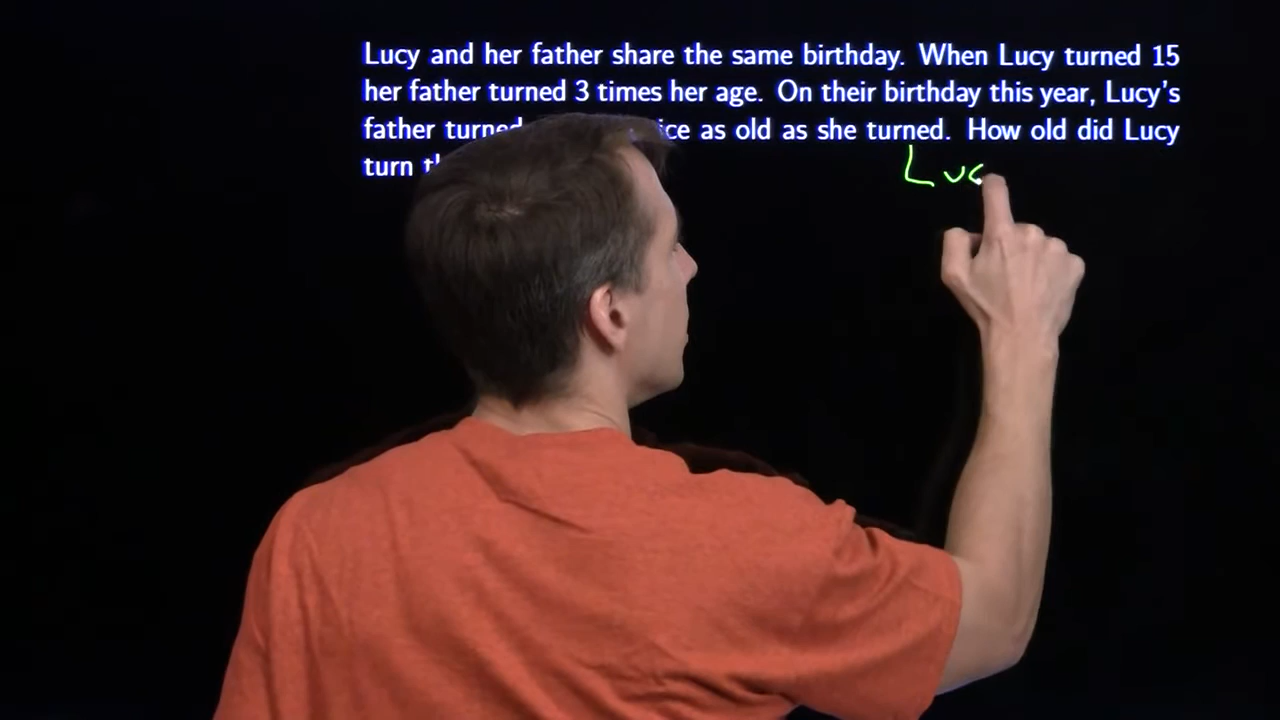 Lucy and her father share the same birthday. When Lucy turned 15
her father turned 3 times her age. On their birthday this year, Lucy's
father turned as old as she turned. How old did Lucy
turn
Luc